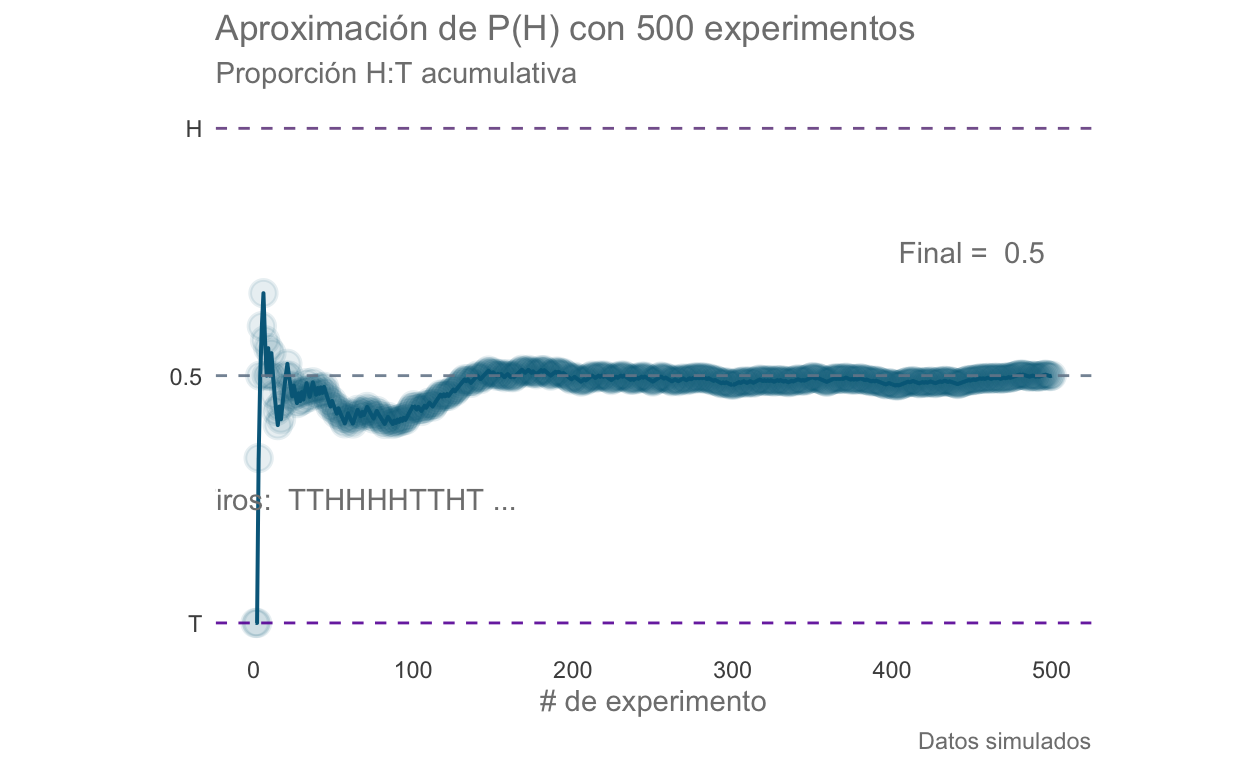 Aproximación de P(H) con 500 experimentos
Proporción H:T acumulativa
H
Final =  0.5
0.5
iros:  TTHHHHTTHT ...
T
0 100 200 300 400 500
# de experimento
Datos simulados